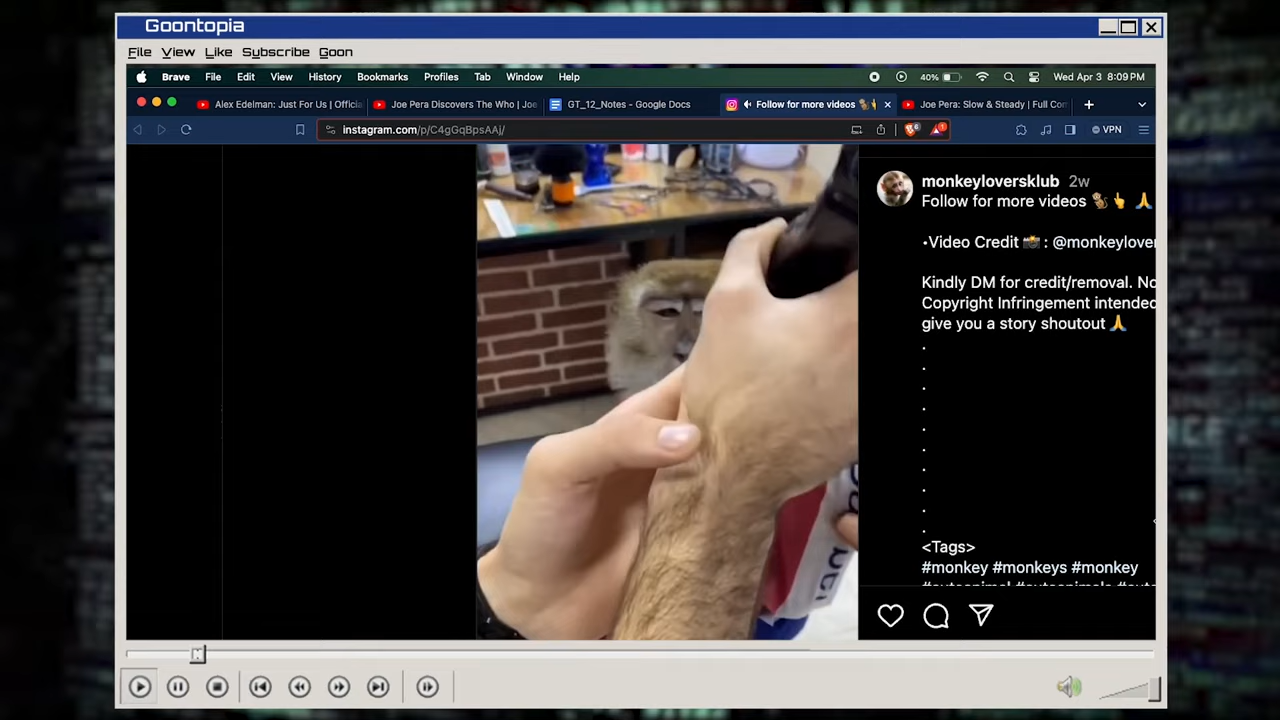 Goontopia
File View Like Subscribe Goon
Brave File Edit View History Bookmarks Profiles Tab Window Help 40% Wed Apr 3 8:09 PM
Alex Edelman: Just For Us | Officia Joe Pera Discovers The Who | Joe GT_12_Notes - Google Docs Follow for more videos Joe Pera: Slow & Steady | Full Com
instagram.com/p/C4gGqBpsAAj/ 6 1 VPN
monkeyloversklub 2w
Follow for more videos 🐒👆 🙏
•Video Credit 📸 : @monkeylover
Kindly DM for credit/removal. No
Copyright Infringement intended
give you a story shoutout 🙏
.
.
.
.
.
.
.
.
.
.
<Tags>
#monkey #monkeys #monkey